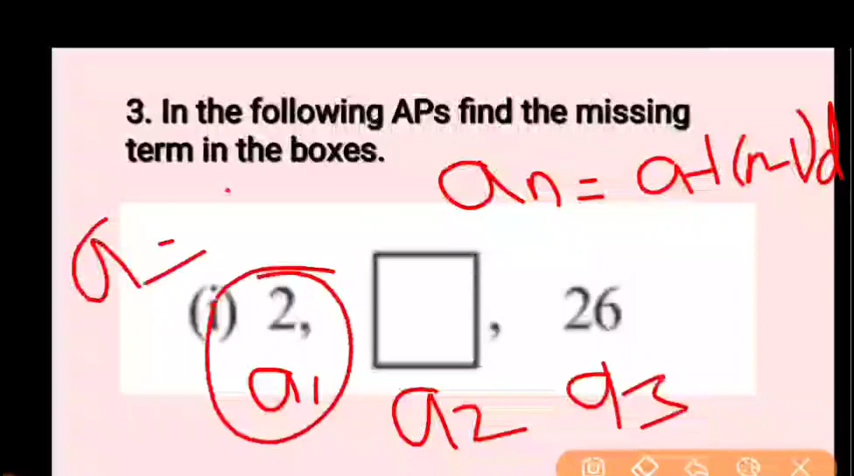 3. In the following APs find the missing
term in the boxes.
an = a+(n-1)d
a =
(i) 2, , 26
a1 a2 a3